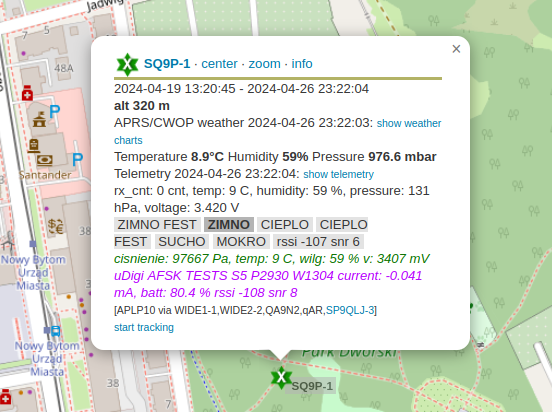 Jadwig
7
5
48A
×
SQ9P-1 · center · zoom · info
2024-04-19 13:20:45 - 2024-04-26 23:22:04
alt 320 m
APRS/CWOP weather 2024-04-26 23:22:03: show weather
charts
Temperature 8.9°C Humidity 59% Pressure 976.6 mbar
Telemetry 2024-04-26 23:22:04: show telemetry
rx_cnt: 0 cnt, temp: 9 C, humidity: 59 %, pressure: 131
hPa, voltage: 3.420 V
ZIMNO FEST ZIMNO CIEPLO CIEPLO
FEST SUCHO MOKRO rssi -107 snr 6
cisnienie: 97667 Pa, temp: 9 C, wilg: 59 % v: 3407 mV
uDigi AFSK TESTS S5 P2930 W1304 current: -0.041
mA, batt: 80.4 % rssi -108 snr 8
[APLP10 via WIDE1-1,WIDE2-2,QA9N2,qAR,SP9QLJ-3]
start tracking
P
P
Santander
38
Nowy Bytom
Urząd
Miasta
Nowy Bytom
Urząd
Miasta
Park Dworski
SQ9P-1
38
7